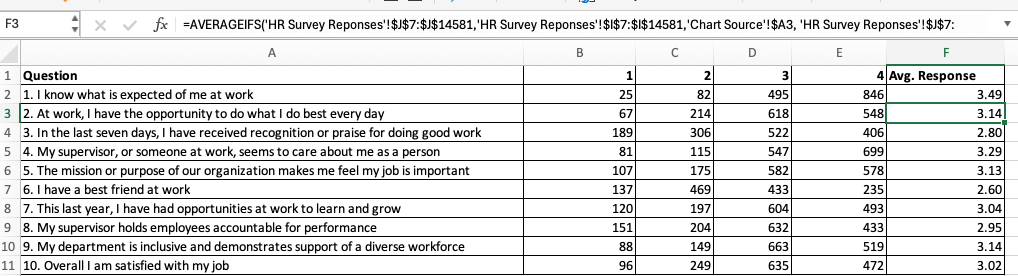 F3 fx =AVERAGEIFS('HR Survey Reponses'!$J$7:$J$14581,'HR Survey Reponses'!$I$7:$I$14581,'Chart Source'!$A3, 'HR Survey Reponses'!$J$7:
A B C D E F
1 Question 1 2 3 4 Avg. Response
2 1. I know what is expected of me at work 25 82 495 846 3.49
3 2. At work, I have the opportunity to do what I do best every day 67 214 618 548 3.14
4 3. In the last seven days, I have received recognition or praise for doing good work 189 306 522 406 2.80
5 4. My supervisor, or someone at work, seems to care about me as a person 81 115 547 699 3.29
6 5. The mission or purpose of our organization makes me feel my job is important 107 175 582 578 3.13
7 6. I have a best friend at work 137 469 433 235 2.60
8 7. This last year, I have had opportunities at work to learn and grow 120 197 604 493 3.04
9 8. My supervisor holds employees accountable for performance 151 204 632 433 2.95
10 9. My department is inclusive and demonstrates support of a diverse workforce 88 149 663 519 3.14
11 10. Overall I am satisfied with my job 96 249 635 472 3.02